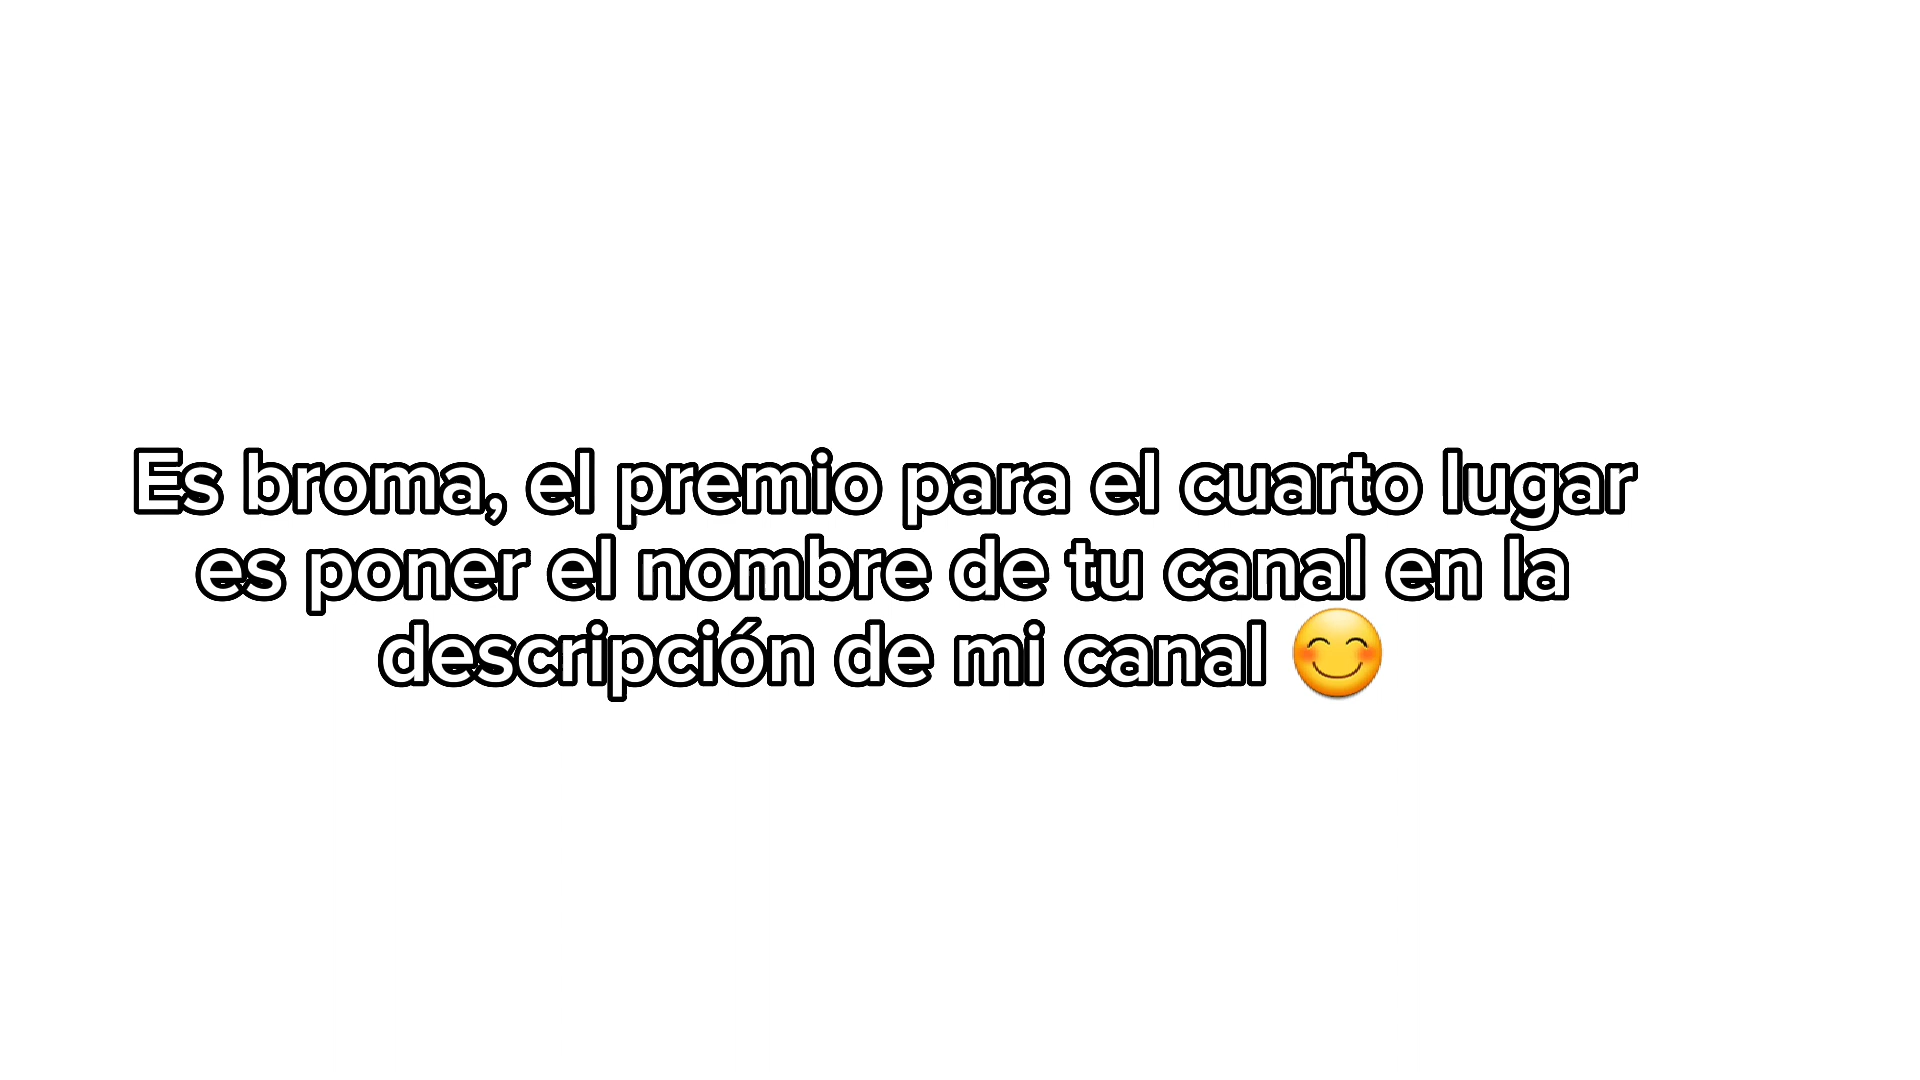 Es broma, el premio para el cuarto lugar
es poner el nombre de tu canal en la
descripción de mi canal 😊